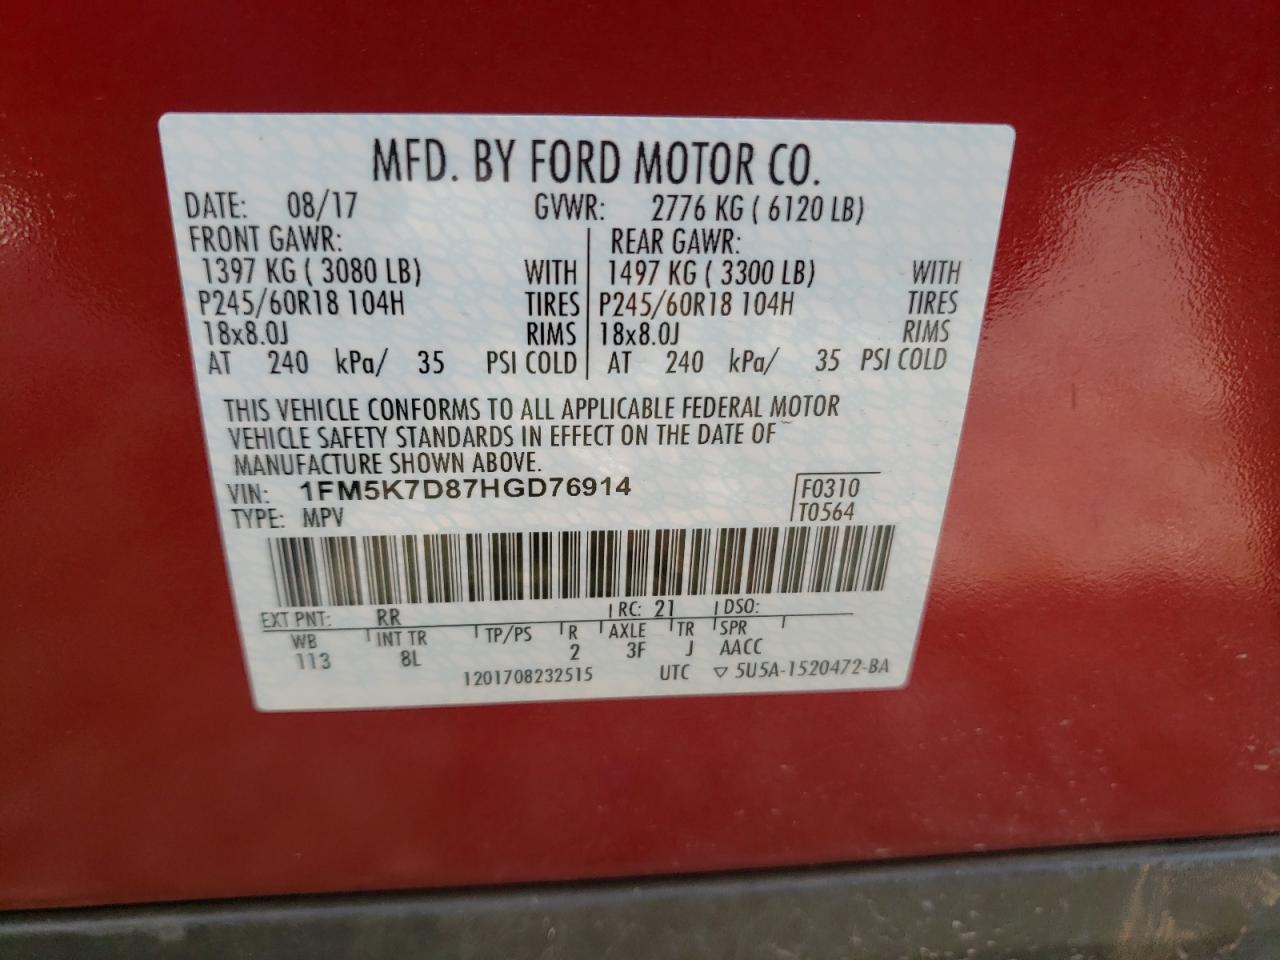 MFD. BY FORD MOTOR CO.
DATE: 08/17 GVWR: 2776 KG ( 6120 LB)
FRONT GAWR: REAR GAWR:
1397 KG ( 3080 LB) WITH 1497 KG ( 3300 LB) WITH
P245/60R18 104H TIRES P245/60R18 104H TIRES
18x8.0J RIMS 18x8.0J RIMS
AT 240 kPa/ 35 PSI COLD AT 240 kPa/ 35 PSI COLD
THIS VEHICLE CONFORMS TO ALL APPLICABLE FEDERAL MOTOR
VEHICLE SAFETY STANDARDS IN EFFECT ON THE DATE OF
MANUFACTURE SHOWN ABOVE.
VIN: 1FM5K7D87HGD76914 F0310
TYPE: MPV T0564
EXT PNT: RR RC: 21 DSO:
WB INT TR TP/PS R AXLE TR SPR
113 8L 2 3F J AACC
1201708232515 UTC ▽ 5U5A-1520472-BA